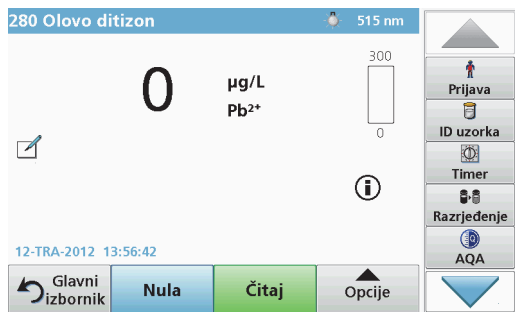 280 Olovo ditizon
515 nm
0
µg/L
Pb²⁺
300
0
12-TRA-2012 13:56:42
Glavni
izbornik
Nula
Čitaj
Opcije
Prijava
ID uzorka
Timer
Razrjeđenje
AQA